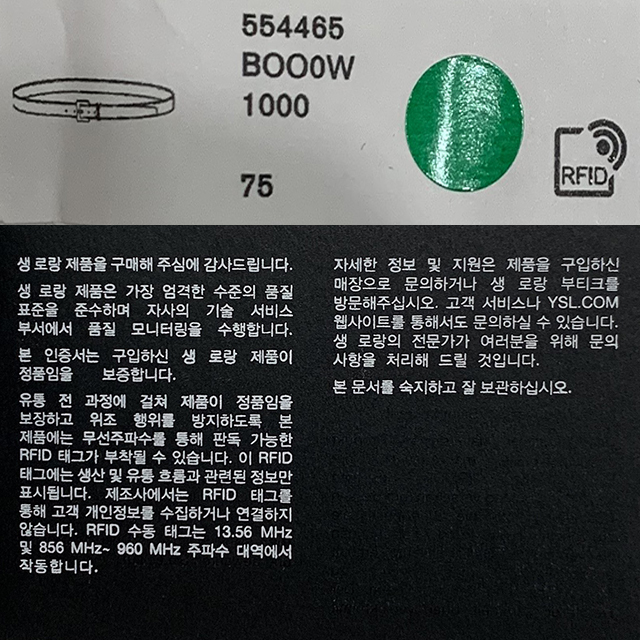 554465
BOO0W
1000
75
RFID
생 로랑 제품을 구매해 주심에 감사드립니다.
생 로랑 제품은 가장 엄격한 수준의 품질
표준을 준수하며 자사의 기술 서비스
부서에서 품질 모니터링을 수행합니다.
본 인증서는 구입하신 생 로랑 제품이
정품임을 보증합니다.
유통 전 과정에 걸쳐 제품이 정품임을
보장하고 위조 행위를 방지하도록 본
제품에는 무선주파수를 통해 판독 가능한
RFID 태그가 부착될 수 있습니다. 이 RFID
태그에는 생산 및 유통 흐름과 관련된 정보만
표시됩니다. 제조사에서는 RFID 태그를
통해 고객 개인정보를 수집하거나 연결하지
않습니다. RFID 수동 태그는 13.56 MHz
및 856 MHz~ 960 MHz 주파수 대역에서
작동합니다.
자세한 정보 및 지원은 제품을 구입하신
매장으로 문의하거나 생 로랑 부티크를
방문해주십시오. 고객 서비스나 YSL.COM
웹사이트를 통해서도 문의하실 수 있습니다.
생 로랑의 전문가가 여러분을 위해 문의
사항을 처리해 드릴 것입니다.
본 문서를 숙지하고 잘 보관하십시오.